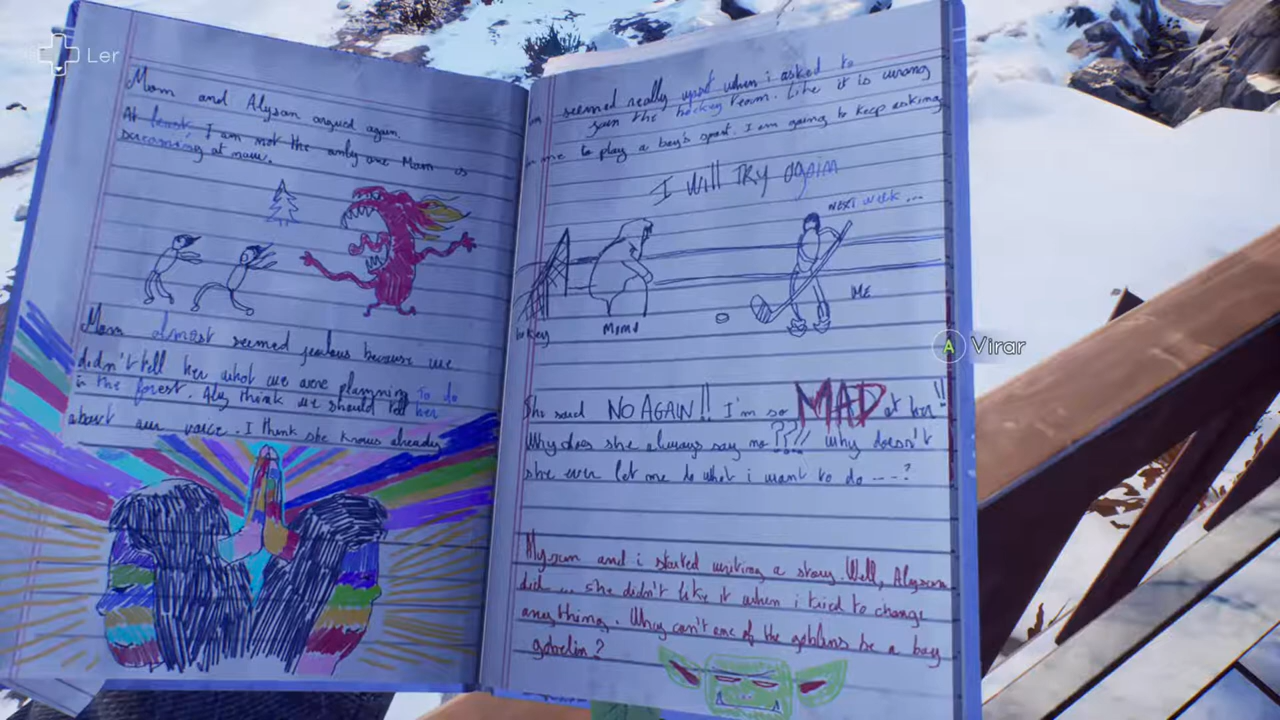 Ler
Mom and Alyson argued again.
At least I am not the only one Mom is
screaming at now.
Mom almost seemed jealous because we
didn't tell her what we were planning to do
in the forest. Aly think we should tell her
about our voice. I think she knows already
seemed really upset when i asked to
join the hockey team. Like it is wrong
me to play a boy's sport. I am going to keep asking
I will TRY again
NEXT week ...
ME
Moms
She said NO AGAIN!! I'm so MAD at her!!
Why does she always say no ??!! why doesn't
she ever let me do what i want to do ---?
Alyson and i started writing a story. Well, Alyson
did ... she didn't like it when i tried to change
anything. Why can't one of the goblins be a boy
gobelin?
A Virar